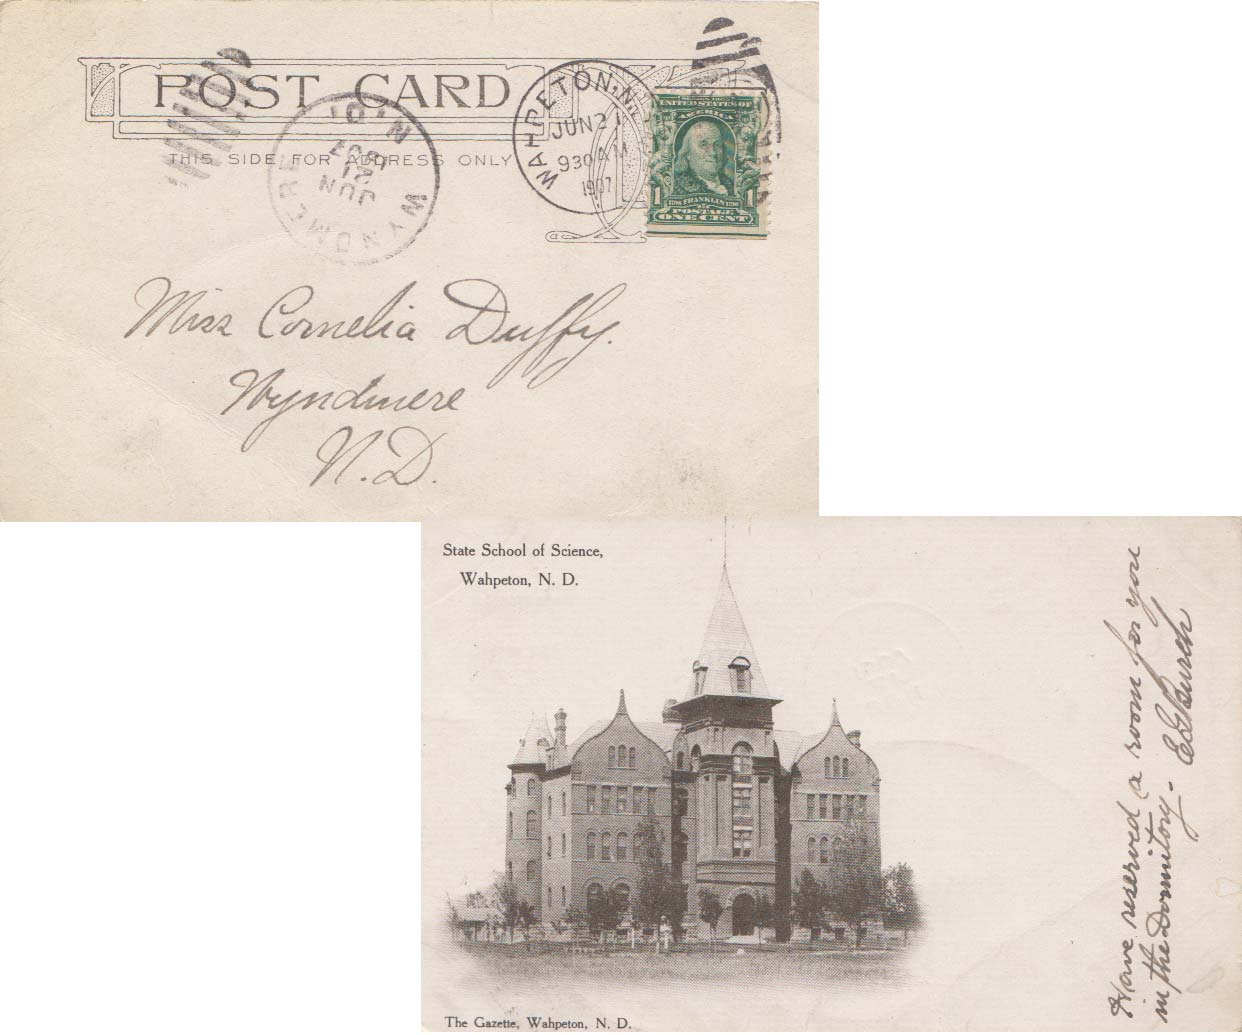 POST CARD
THIS SIDE FOR ADDRESS ONLY
WAHPETON, N.
JUN 21
930 AM
1907
WYNDMERE
N.D.
JUN
21
1907
UNITED STATES OF
AMERICA
1 FRANKLIN 1
POSTAGE
ONE CENT
Miss Cornelia Duffy.
Wyndmere
N.D.
State School of Science,
Wahpeton, N. D.
Have reserved a room for you
in the Dormitory -
The Gazette, Wahpeton, N. D.